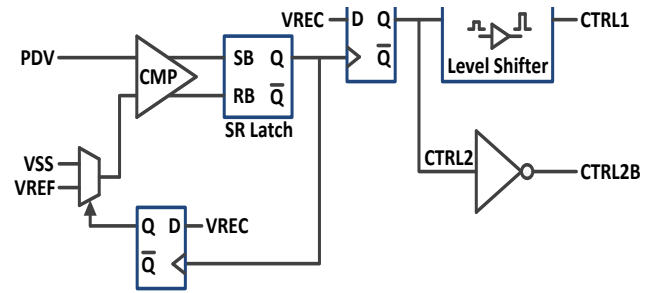 VREC D Q CTRL1
Q
Level Shifter
PDV CMP SB Q
RB Q
SR Latch
VSS
VREF
CTRL2 CTRL2B
Q D VREC
Q